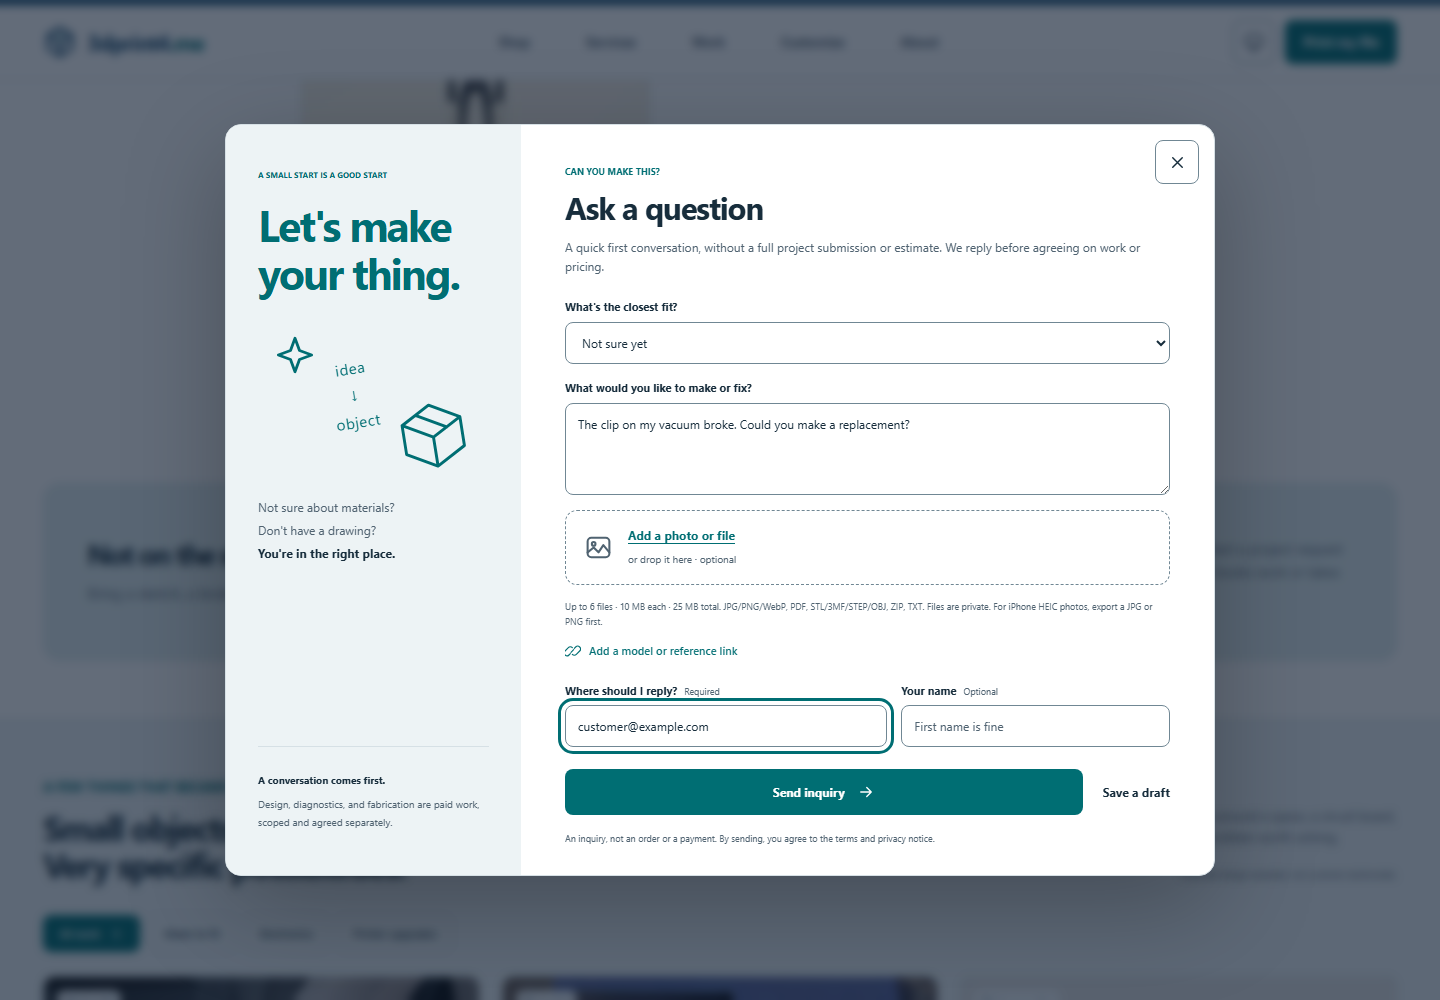 A SMALL START IS A GOOD START
Let's make
your thing.
idea
↓
object
Not sure about materials?
Don't have a drawing?
You're in the right place.
A conversation comes first.
Design, diagnostics, and fabrication are paid work,
scoped and agreed separately.
CAN YOU MAKE THIS?
Ask a question
A quick first conversation, without a full project submission or estimate. We reply before agreeing on work or
pricing.
What's the closest fit?
Not sure yet
What would you like to make or fix?
The clip on my vacuum broke. Could you make a replacement?
Add a photo or file
or drop it here · optional
Up to 6 files · 10 MB each · 25 MB total. JPG/PNG/WebP, PDF, STL/3MF/STEP/OBJ, ZIP, TXT. Files are private. For iPhone HEIC photos, export a JPG or
PNG first.
Add a model or reference link
Where should I reply? Required
Your name Optional
customer@example.com
First name is fine
Send inquiry →
Save a draft
An inquiry, not an order or a payment. By sending, you agree to the terms and privacy notice.
Not on the
Small objects
Very specific